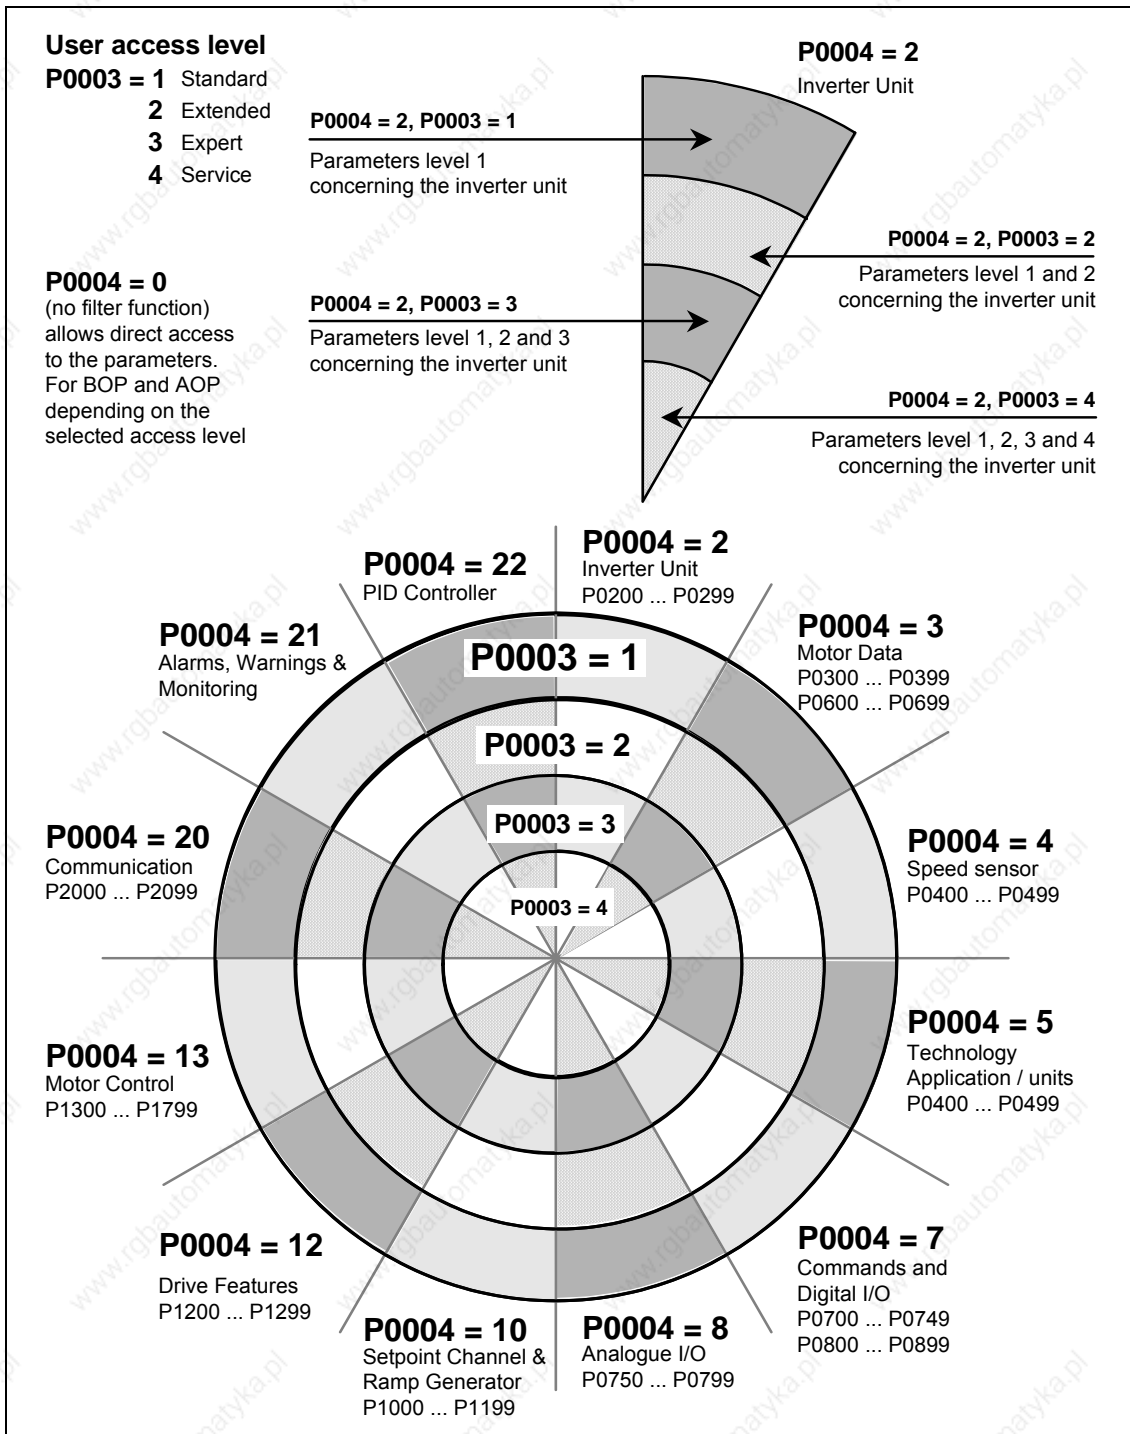 User access level
P0003 = 1 Standard
2 Extended
3 Expert
4 Service
P0004 = 0
(no filter function)
allows direct access
to the parameters.
For BOP and AOP
depending on the
selected access level
P0004 = 2, P0003 = 1
Parameters level 1
concerning the inverter unit
P0004 = 2, P0003 = 3
Parameters level 1, 2 and 3
concerning the inverter unit
P0004 = 2
Inverter Unit
P0004 = 2, P0003 = 2
Parameters level 1 and 2
concerning the inverter unit
P0004 = 2, P0003 = 4
Parameters level 1, 2, 3 and 4
concerning the inverter unit
P0004 = 22
PID Controller
P0004 = 2
Inverter Unit
P0200 ... P0299
P0004 = 21
Alarms, Warnings &
Monitoring
P0004 = 3
Motor Data
P0300 ... P0399
P0600 ... P0699
P0003 = 1
P0003 = 2
P0003 = 3
P0003 = 4
P0004 = 20
Communication
P2000 ... P2099
P0004 = 4
Speed sensor
P0400 ... P0499
P0004 = 13
Motor Control
P1300 ... P1799
P0004 = 5
Technology
Application / units
P0400 ... P0499
P0004 = 12
Drive Features
P1200 ... P1299
P0004 = 7
Commands and
Digital I/O
P0700 ... P0749
P0800 ... P0899
P0004 = 10
Setpoint Channel &
Ramp Generator
P1000 ... P1199
P0004 = 8
Analogue I/O
P0750 ... P0799
www.rgbautomatyka.pl